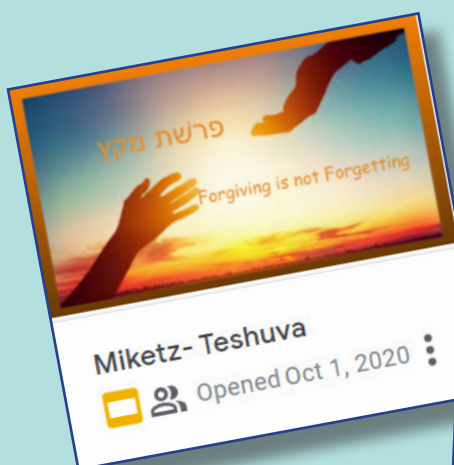 פרשת מקץ
Forgiving is not Forgetting
Miketz- Teshuva
Opened Oct 1, 2020